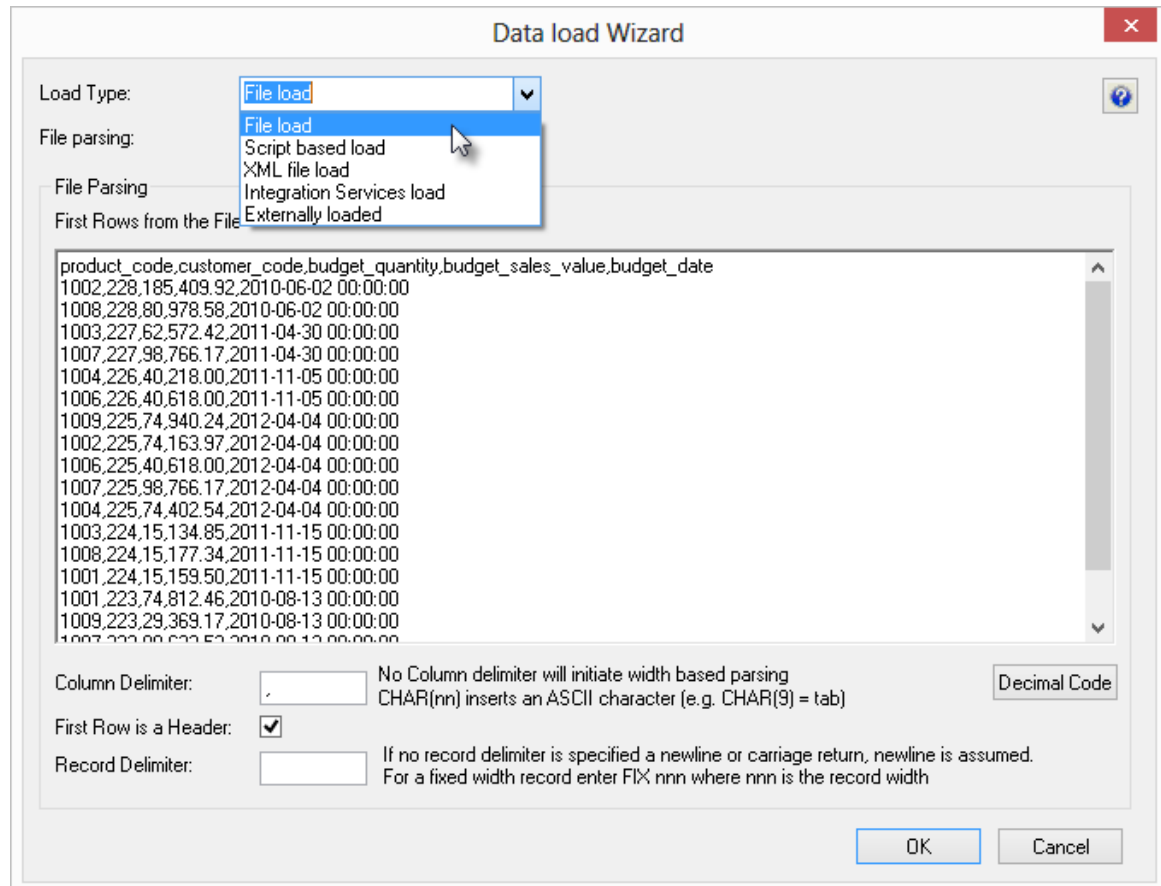 Data load Wizard
Load Type:
File load
File load
Script based load
XML file load
Integration Services load
Externally loaded
File parsing:
File Parsing
First Rows from the File
product_code,customer_code,budget_quantity,budget_sales_value,budget_date
1002,228,185,409.92,2010-06-02 00:00:00
1008,228,80,978.58,2010-06-02 00:00:00
1003,227,62,572.42,2011-04-30 00:00:00
1007,227,98,766.17,2011-04-30 00:00:00
1004,226,40,218.00,2011-11-05 00:00:00
1006,226,40,618.00,2011-11-05 00:00:00
1009,225,74,940.24,2012-04-04 00:00:00
1002,225,74,163.97,2012-04-04 00:00:00
1006,225,40,618.00,2012-04-04 00:00:00
1007,225,98,766.17,2012-04-04 00:00:00
1004,225,74,402.54,2012-04-04 00:00:00
1003,224,15,134.85,2011-11-15 00:00:00
1008,224,15,177.34,2011-11-15 00:00:00
1001,224,15,159.50,2011-11-15 00:00:00
1001,223,74,812.46,2010-08-13 00:00:00
1009,223,29,369.17,2010-08-13 00:00:00
Column Delimiter:
,
No Column delimiter will initiate width based parsing
CHAR(nn) inserts an ASCII character (e.g. CHAR(9) = tab)
Decimal Code
First Row is a Header:
Record Delimiter:
If no record delimiter is specified a newline or carriage return, newline is assumed.
For a fixed width record enter FIX nnn where nnn is the record width
OK
Cancel